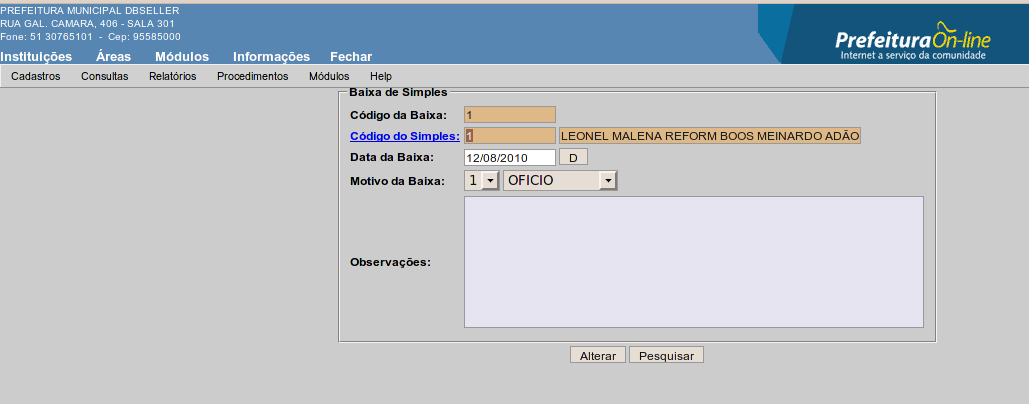 PREFEITURA MUNICIPAL DBSELLER
RUA GAL. CAMARA, 406 - SALA 301
Fone: 51 30765101 - Cep: 95585000
PrefeituraOn-line
Internet a serviço da comunidade
Instituições Áreas Módulos Informações Fechar
Cadastros Consultas Relatórios Procedimentos Módulos Help
Baixa de Simples
Código da Baixa: 1
Código do Simples: 1 LEONEL MALENA REFORM BOOS MEINARDO ADÃO
Data da Baixa: 12/08/2010 D
Motivo da Baixa: 1 OFICIO
Observações:
Alterar Pesquisar